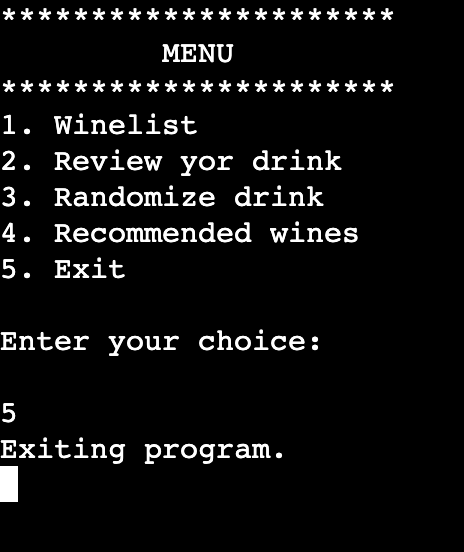 **********************
MENU
**********************
1. Winelist
2. Review yor drink
3. Randomize drink
4. Recommended wines
5. Exit
Enter your choice:
5
Exiting program.